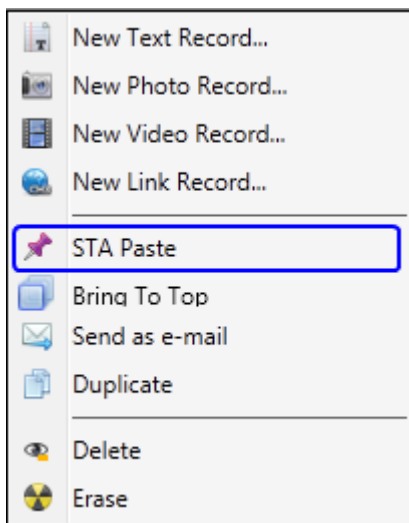 New Text Record...
New Photo Record...
New Video Record...
New Link Record...
STA Paste
Bring To Top
Send as e-mail
Duplicate
Delete
Erase